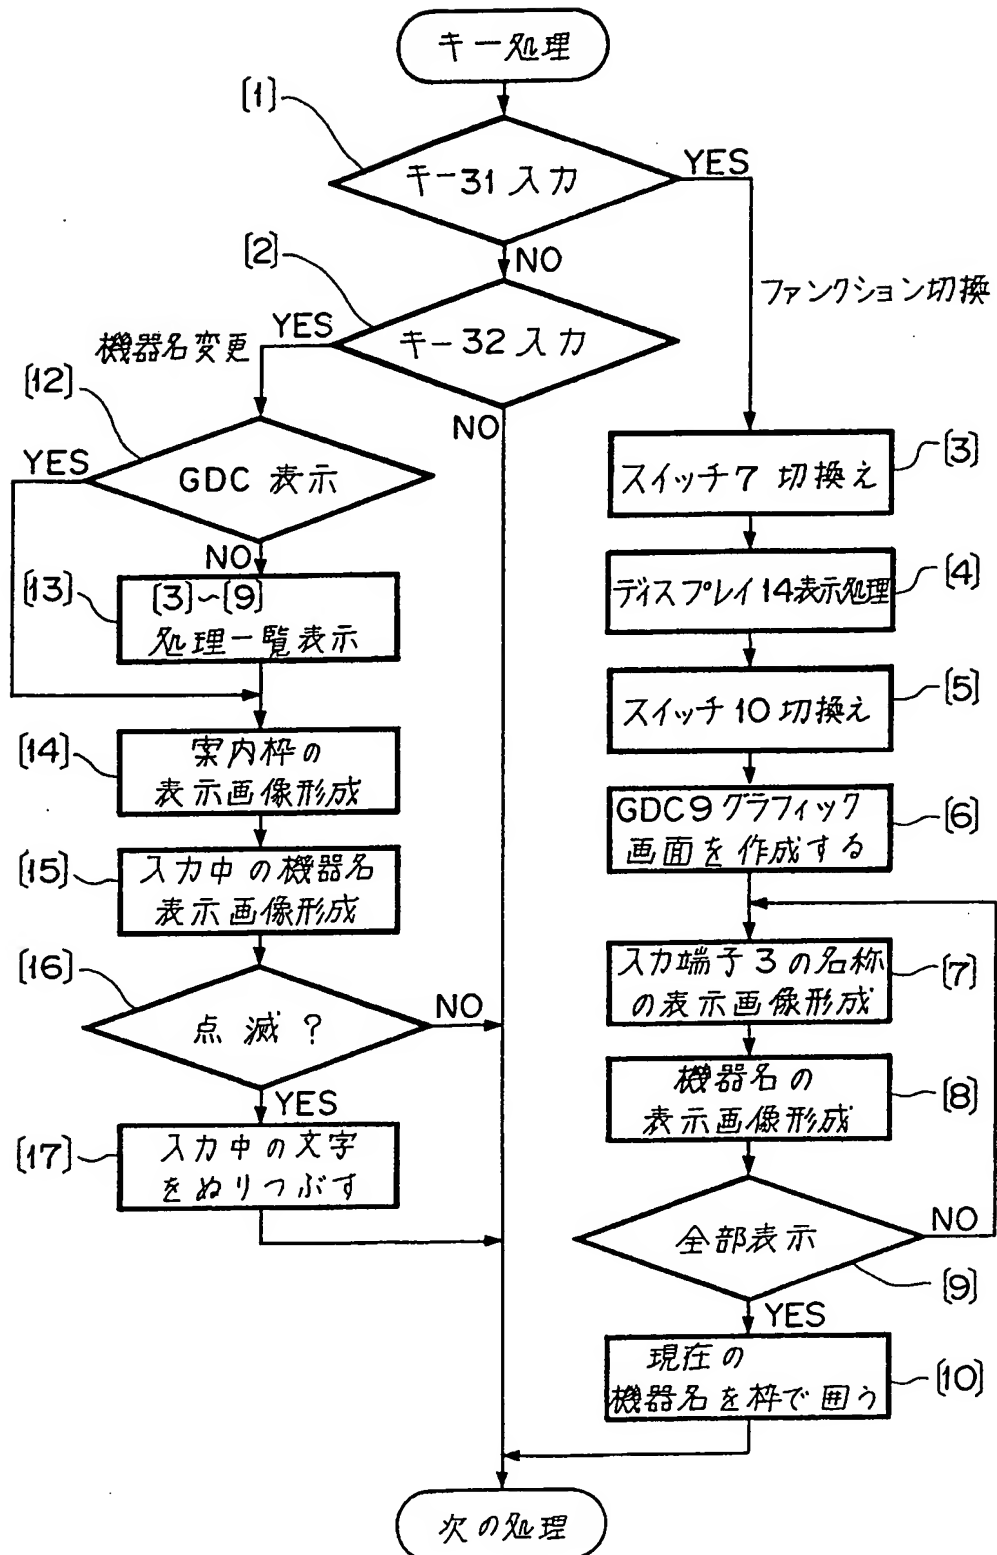 キー処理
[1]
キー31 入力
YES
NO
[2]
ファンクション切換
キー32 入力
YES
機器名変更
NO
[12]
GDC 表示
YES
NO
[3]
スイッチ7 切換え
[13]
[3]~[9]
処理一覧表示
[4]
ディスプレイ14表示処理
[5]
スイッチ10切換え
[14]
案内枠の
表示画像形成
[6]
GDC9グラフィック
画面を作成する
[15]
入力中の機器名
表示画像形成
[7]
入力端子3の名称
の表示画像形成
[16]
点滅?
NO
YES
[8]
機器名の
表示画像形成
[17]
入力中の文字
をぬりつぶす
全部表示
NO
[9]
YES
[10]
現在の
機器名を枠で囲う
次の処理